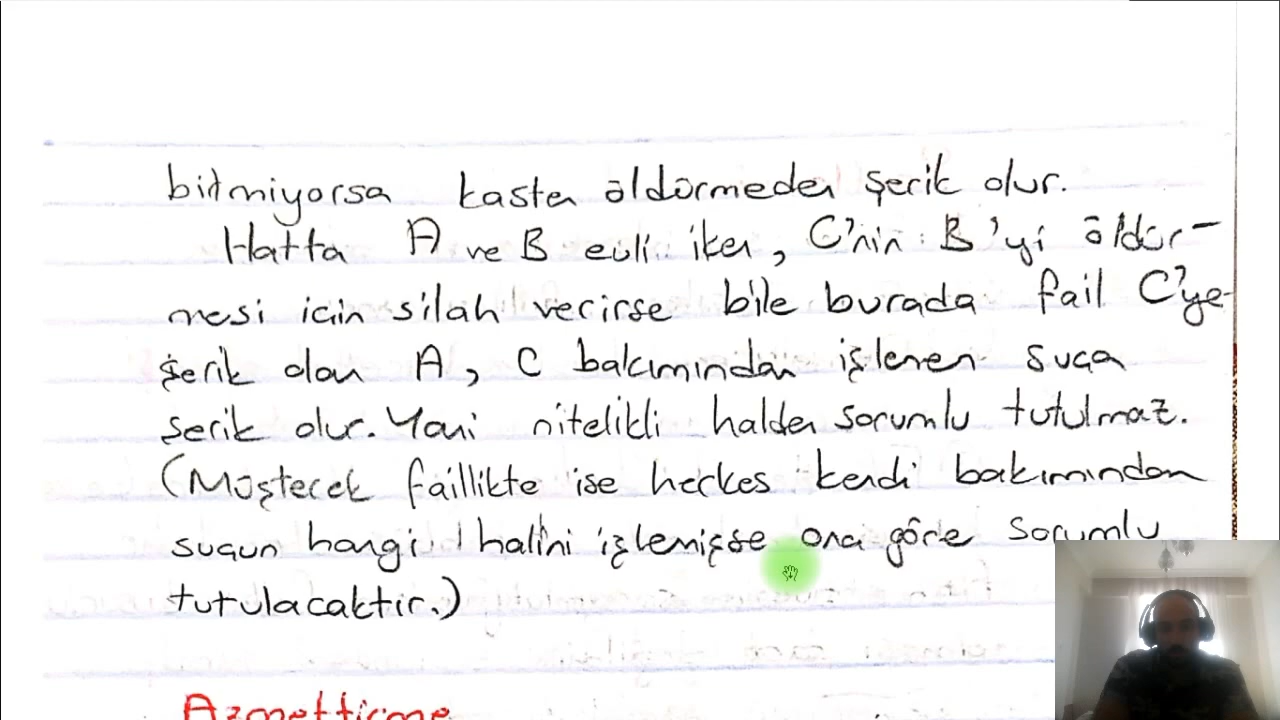 bilmiyorsa kasten öldürmeden şerik olur.
Hatta A ve B evli iken, C'nin B'yi öldür-
mesi için silah verirse bile burada fail C'ye
şerik olan A, C bakımından işlenen suça
şerik olur. Yani nitelikli halden sorumlu tutulmaz.
(Müşterek faillikte ise herkes kendi bakımından
suçun hangi halini işlemişse ona göre sorumlu
tutulacaktır.)
Azmettirme